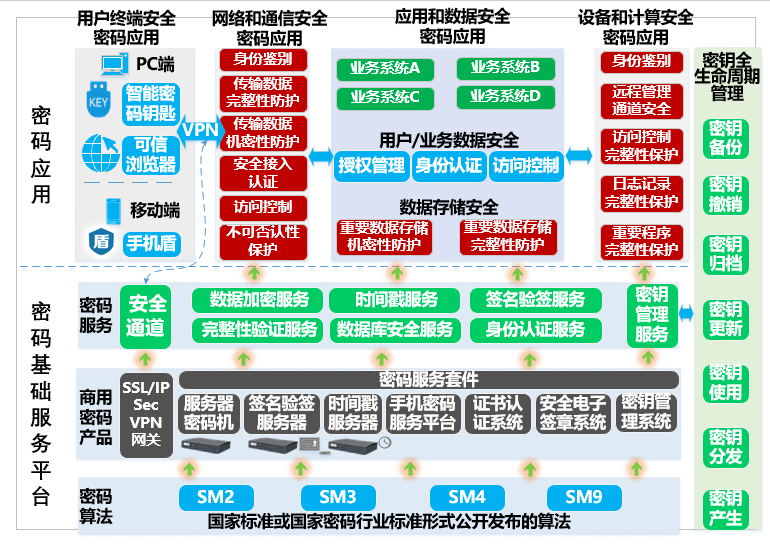 用户终端安全
密码应用
网络和通信安全
密码应用
应用和数据安全
密码应用
设备和计算安全
密码应用
密钥全
生命周期
管理
密码应用
PC端
KEY
智能密
码钥匙
可信
浏览器
移动端
盾
手机盾
VPN
身份鉴别
传输数据
完整性防护
传输数据
机密性防护
安全接入
认证
访问控制
不可否认性
保护
业务系统A
业务系统B
业务系统C
业务系统D
用户/业务数据安全
授权管理
身份认证
访问控制
数据存储安全
重要数据存储
机密性防护
重要数据存储
完整性防护
身份鉴别
远程管理
通道安全
访问控制
完整性保护
日志记录
完整性保护
重要程序
完整性保护
密钥
备份
密钥
撤销
密钥
归档
密钥
更新
密钥
使用
密钥
分发
密钥
产生
密码基础服务平台
密码
服务
安全
通道
数据加密服务
时间戳服务
签名验签服务
完整性验证服务
数据库安全服务
身份认证服务
密钥
管理
服务
商用
密码
产品
SSL/IP
Sec
VPN
网关
密码服务套件
服务器
密码机
签名验签
服务器
时间戳
服务器
手机密码
服务平台
证书认
证系统
安全电子
签章系统
密钥管
理系统
密码
算法
SM2
SM3
SM4
SM9
国家标准或国家密码行业标准形式公开发布的算法